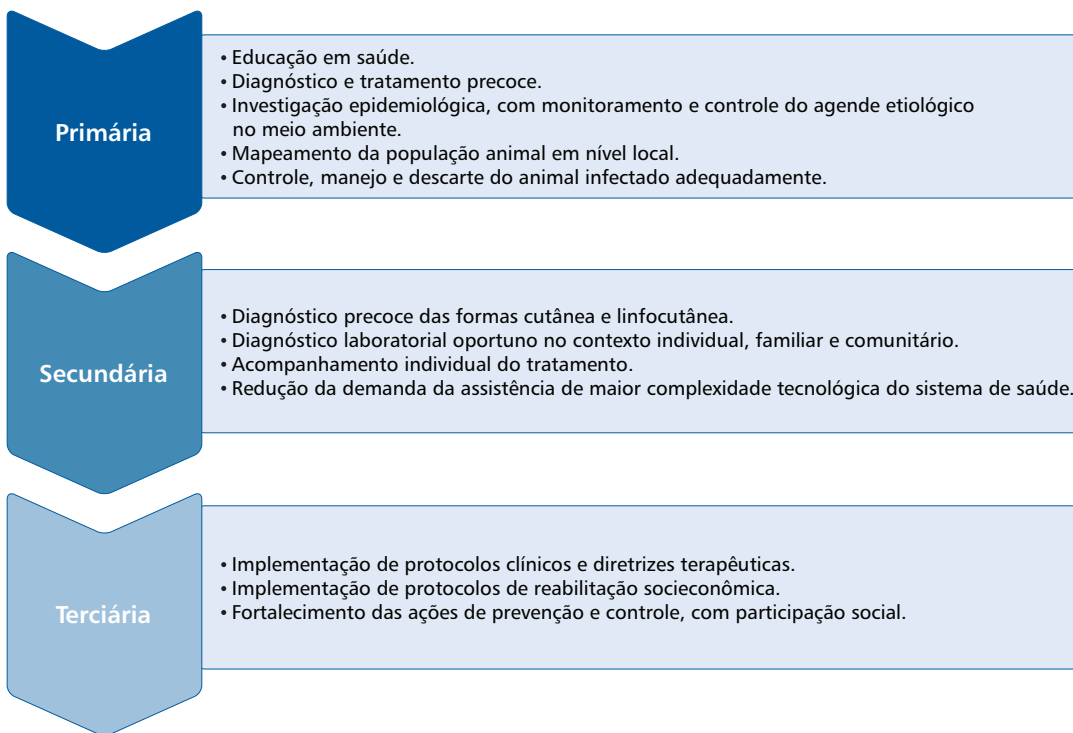 Primária
• Educação em saúde.
• Diagnóstico e tratamento precoce.
• Investigação epidemiológica, com monitoramento e controle do agende etiológico
no meio ambiente.
• Mapeamento da população animal em nível local.
• Controle, manejo e descarte do animal infectado adequadamente.
Secundária
• Diagnóstico precoce das formas cutânea e linfocutânea.
• Diagnóstico laboratorial oportuno no contexto individual, familiar e comunitário.
• Acompanhamento individual do tratamento.
• Redução da demanda da assistência de maior complexidade tecnológica do sistema de saúde.
Terciária
• Implementação de protocolos clínicos e diretrizes terapêuticas.
• Implementação de protocolos de reabilitação socieconômica.
• Fortalecimento das ações de prevenção e controle, com participação social.